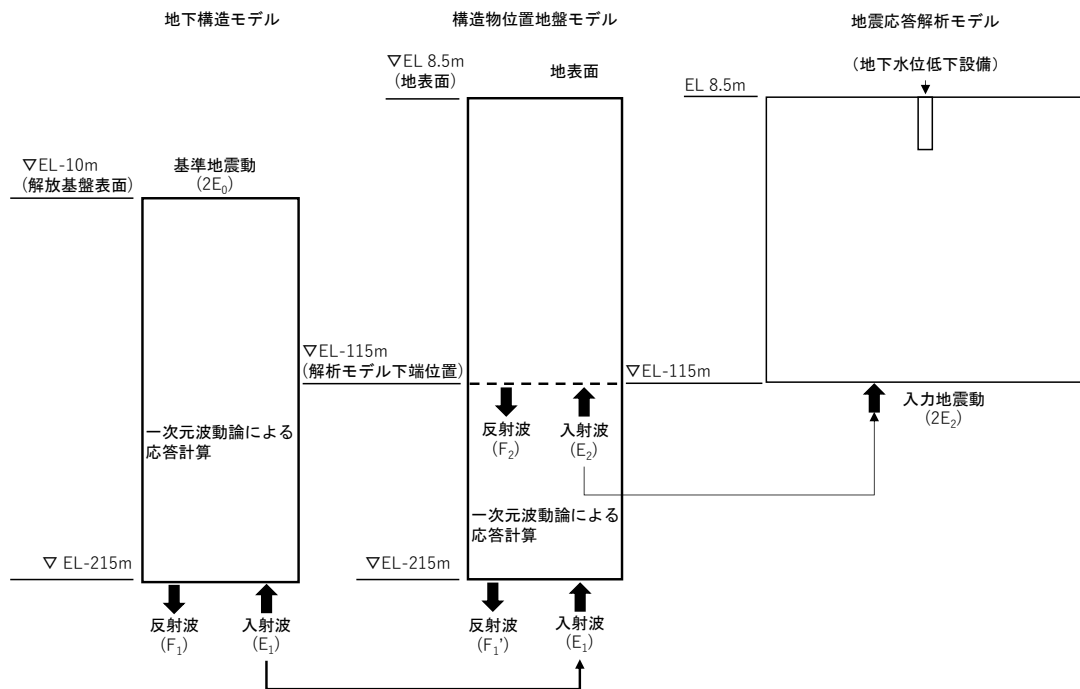 地下構造モデル
▽EL-10m
(解放基盤表面)
基準地震動
(2E₀)
一次元波動論による
応答計算
▽ EL-215m
反射波
(F₁)
入射波
(E₁)
構造物位置地盤モデル
▽EL 8.5m
(地表面)
地表面
▽EL-115m
(解析モデル下端位置)
▽EL-115m
反射波
(F₂)
入射波
(E₂)
一次元波動論による
応答計算
▽EL-215m
反射波
(F₁')
入射波
(E₁)
地震応答解析モデル
(地下水位低下設備)
EL 8.5m
入力地震動
(2E₂)